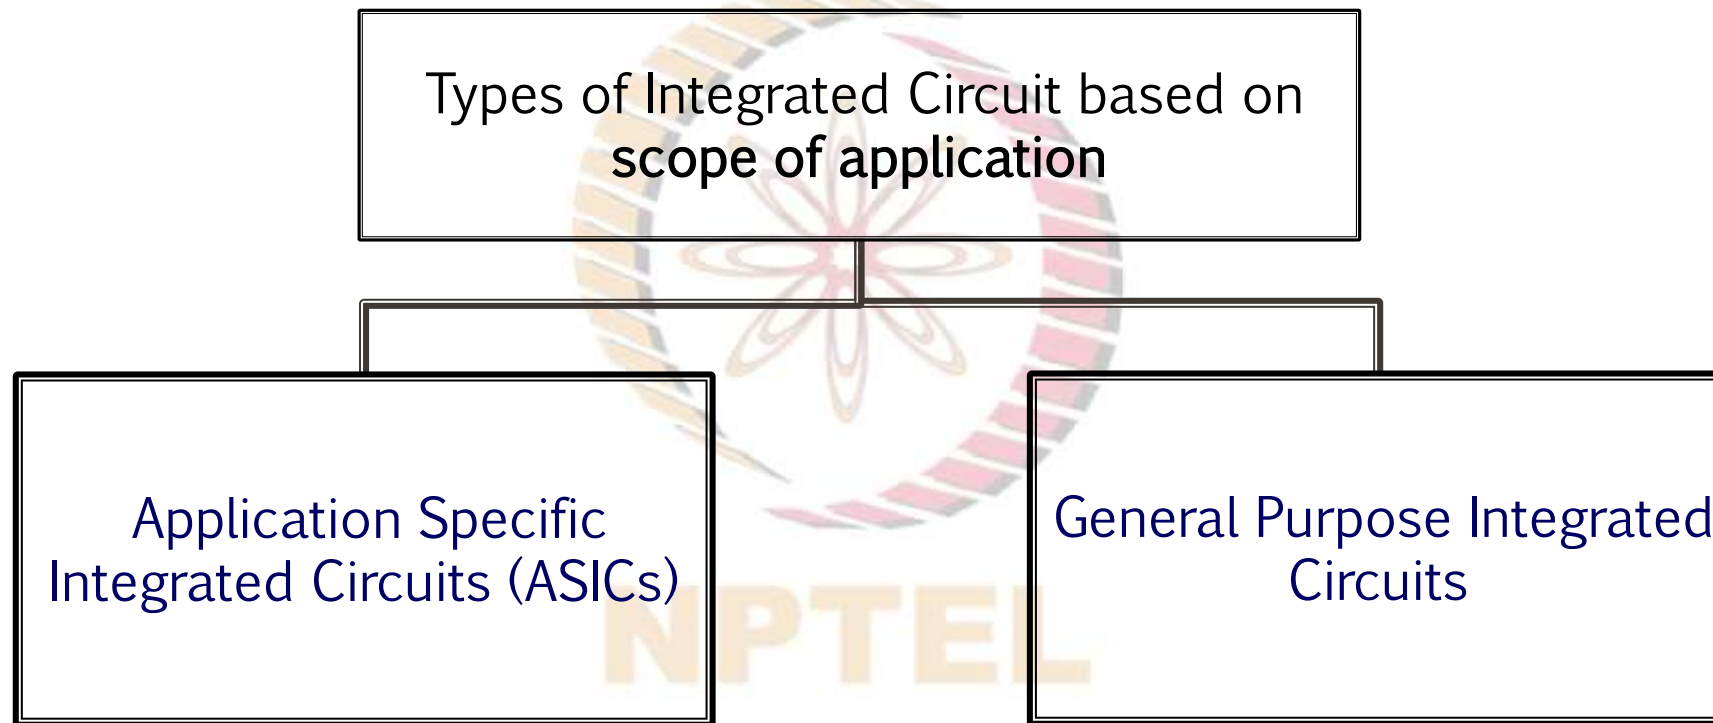 Types of Integrated Circuit based on
scope of application
Application Specific
Integrated Circuits (ASICs)
General Purpose Integrated
Circuits
NPTEL